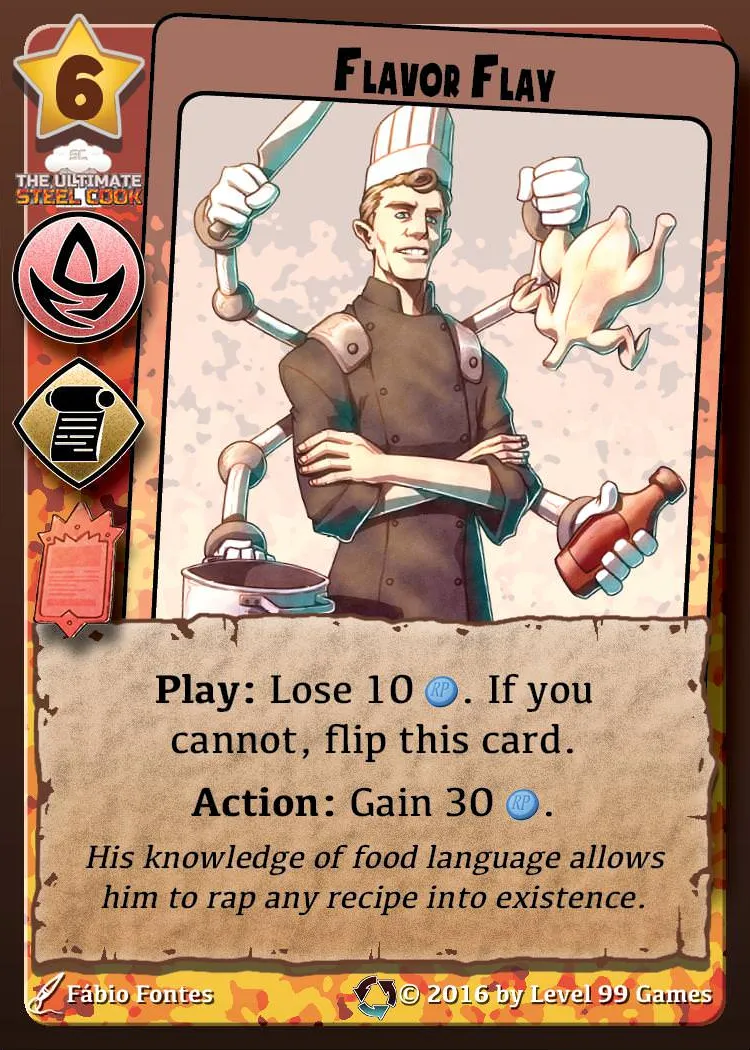 6
FLAVOR FLAY
THE ULTIMATE
STEEL COOK
Play: Lose 10 RP. If you
cannot, flip this card.
Action: Gain 30 RP.
His knowledge of food language allows
him to rap any recipe into existence.
Fábio Fontes
© 2016 by Level 99 Games